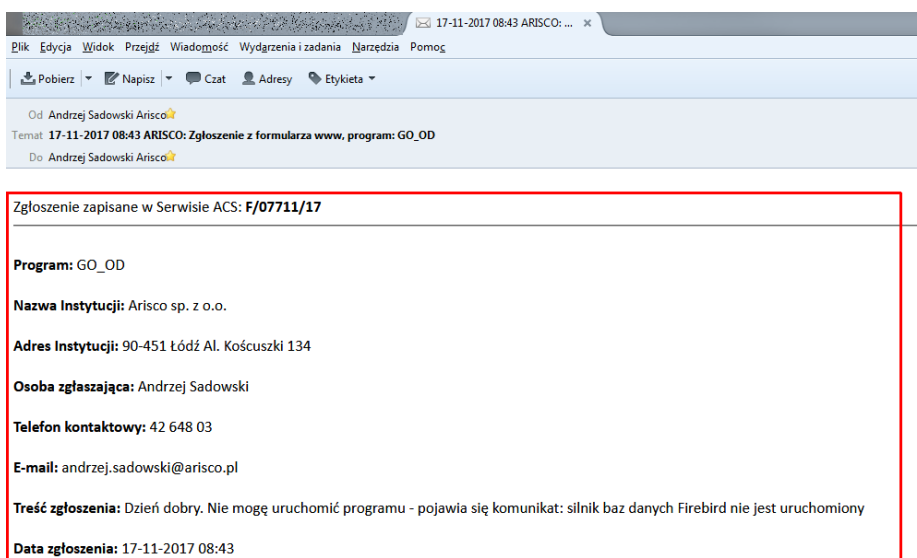 17-11-2017 08:43 ARISCO: ... ×
Plik Edycja Widok Przejdź Wiadomość Wydarzenia i zadania Narzędzia Pomoc
Pobierz Napisz Czat Adresy Etykieta
Od Andrzej Sadowski Arisco
Temat 17-11-2017 08:43 ARISCO: Zgłoszenie z formularza www, program: GO_OD
Do Andrzej Sadowski Arisco
Zgłoszenie zapisane w Serwisie ACS: F/07711/17
Program: GO_OD
Nazwa Instytucji: Arisco sp. z o.o.
Adres Instytucji: 90-451 Łódź Al. Kościuszki 134
Osoba zgłaszająca: Andrzej Sadowski
Telefon kontaktowy: 42 648 03
E-mail: andrzej.sadowski@arisco.pl
Treść zgłoszenia: Dzień dobry. Nie mogę uruchomić programu - pojawia się komunikat: silnik baz danych Firebird nie jest uruchomiony
Data zgłoszenia: 17-11-2017 08:43